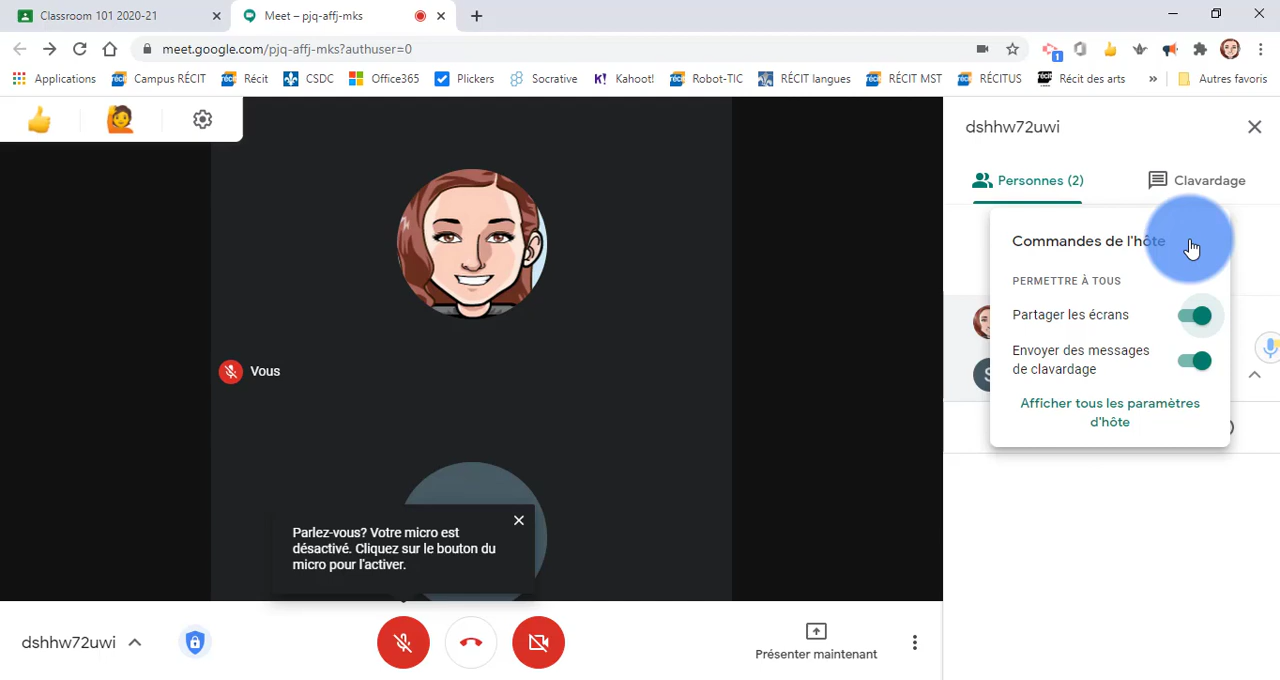 Classroom 101 2020-21
Meet – pjq-affj-mks
meet.google.com/pjq-affj-mks?authuser=0
1
Applications
Campus RÉCIT
Récit
CSDC
Office365
Plickers
Socrative
K! Kahoot!
Robot-TIC
RÉCIT langues
RÉCIT MST
RÉCITUS
Récit des arts
»
Autres favoris
dshhw72uwi
Personnes (2)
Clavardage
Commandes de l'hôte
PERMETTRE À TOUS
Partager les écrans
Envoyer des messages
de clavardage
Afficher tous les paramètres
d'hôte
S
Vous
Parlez-vous? Votre micro est
désactivé. Cliquez sur le bouton du
micro pour l'activer.
dshhw72uwi
Présenter maintenant